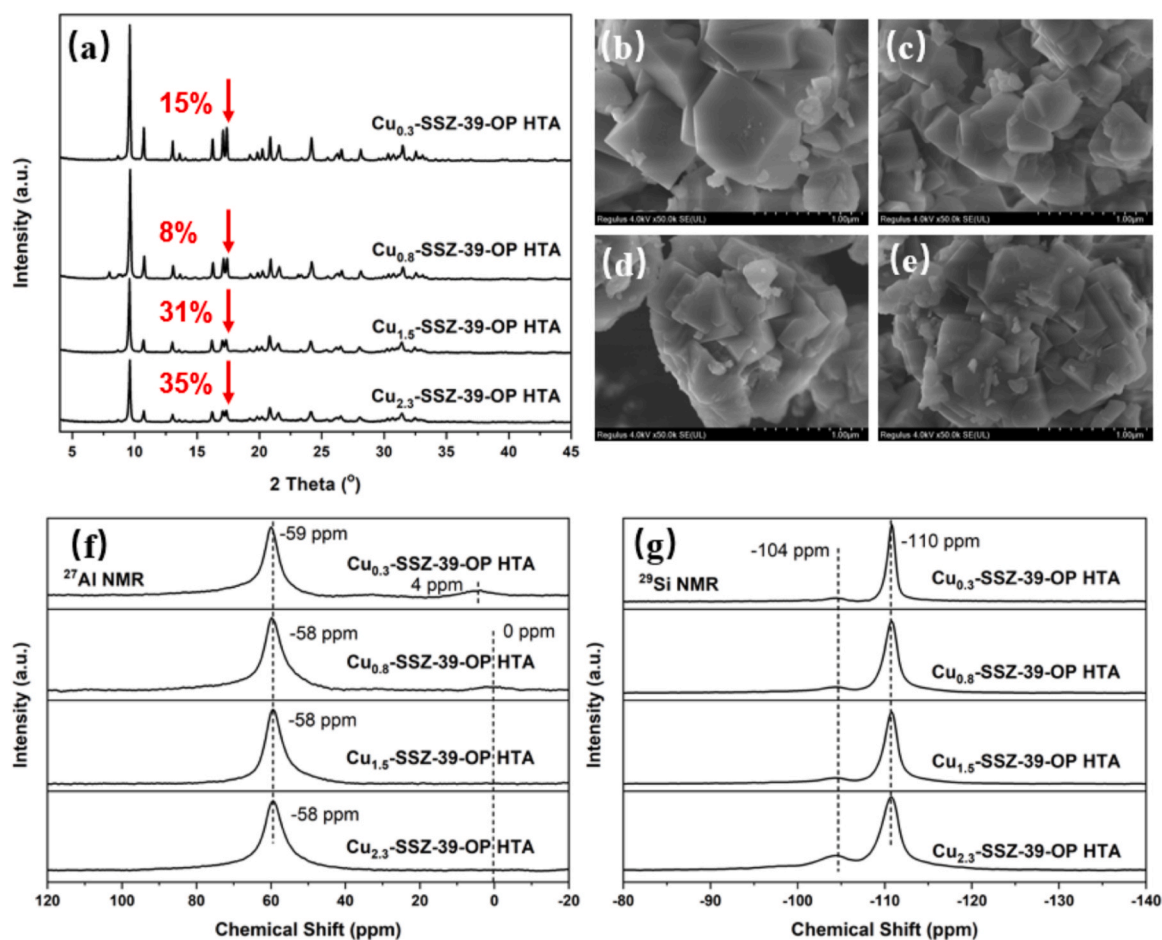 (a)
15%
Cu0.3-SSZ-39-OP HTA
8%
Cu0.8-SSZ-39-OP HTA
31%
Cu1.5-SSZ-39-OP HTA
35%
Cu2.3-SSZ-39-OP HTA
Intensity (a.u.)
5 10 15 20 25 30 35 40 45
2 Theta (°)
(b)
Regulus 4.0kV x50.0k SE(UL) 1.00μm
(c)
Regulus 4.0kV x50.0k SE(UL) 1.00μm
(d)
Regulus 4.0kV x50.0k SE(UL) 1.00μm
(e)
Regulus 4.0kV x50.0k SE(UL) 1.00μm
(f)
27Al NMR
-59 ppm
Cu0.3-SSZ-39-OP HTA
4 ppm
-58 ppm
0 ppm
Cu0.8-SSZ-39-OP HTA
-58 ppm
Cu1.5-SSZ-39-OP HTA
-58 ppm
Cu2.3-SSZ-39-OP HTA
Intensity (a.u.)
120 100 80 60 40 20 0 -20
Chemical Shift (ppm)
(g)
29Si NMR
-104 ppm
-110 ppm
Cu0.3-SSZ-39-OP HTA
Cu0.8-SSZ-39-OP HTA
Cu1.5-SSZ-39-OP HTA
Cu2.3-SSZ-39-OP HTA
Intensity (a.u.)
-80 -90 -100 -110 -120 -130 -140
Chemical Shift (ppm)